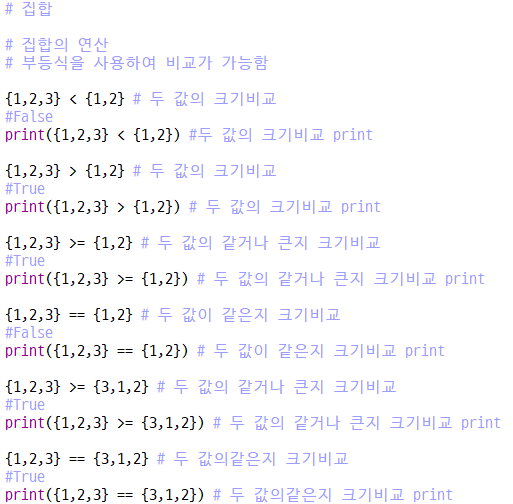 # 집합
# 집합의 연산
# 부등식을 사용하여 비교가 가능함
{1,2,3} < {1,2} # 두 값의 크기비교
#False
print({1,2,3} < {1,2}) #두 값의 크기비교 print
{1,2,3} > {1,2} # 두 값의 크기비교
#True
print({1,2,3} > {1,2}) # 두 값의 크기비교 print
{1,2,3} >= {1,2} # 두 값의 같거나 큰지 크기비교
#True
print({1,2,3} >= {1,2}) # 두 값의 같거나 큰지 크기비교 print
{1,2,3} == {1,2} # 두 값이 같은지 크기비교
#False
print({1,2,3} == {1,2}) # 두 값이 같은지 크기비교 print
{1,2,3} >= {3,1,2} # 두 값의 같거나 큰지 크기비교
#True
print({1,2,3} >= {3,1,2}) # 두 값의 같거나 큰지 크기비교 print
{1,2,3} == {3,1,2} # 두 값의같은지 크기비교
#True
print({1,2,3} == {3,1,2}) # 두 값의같은지 크기비교 print